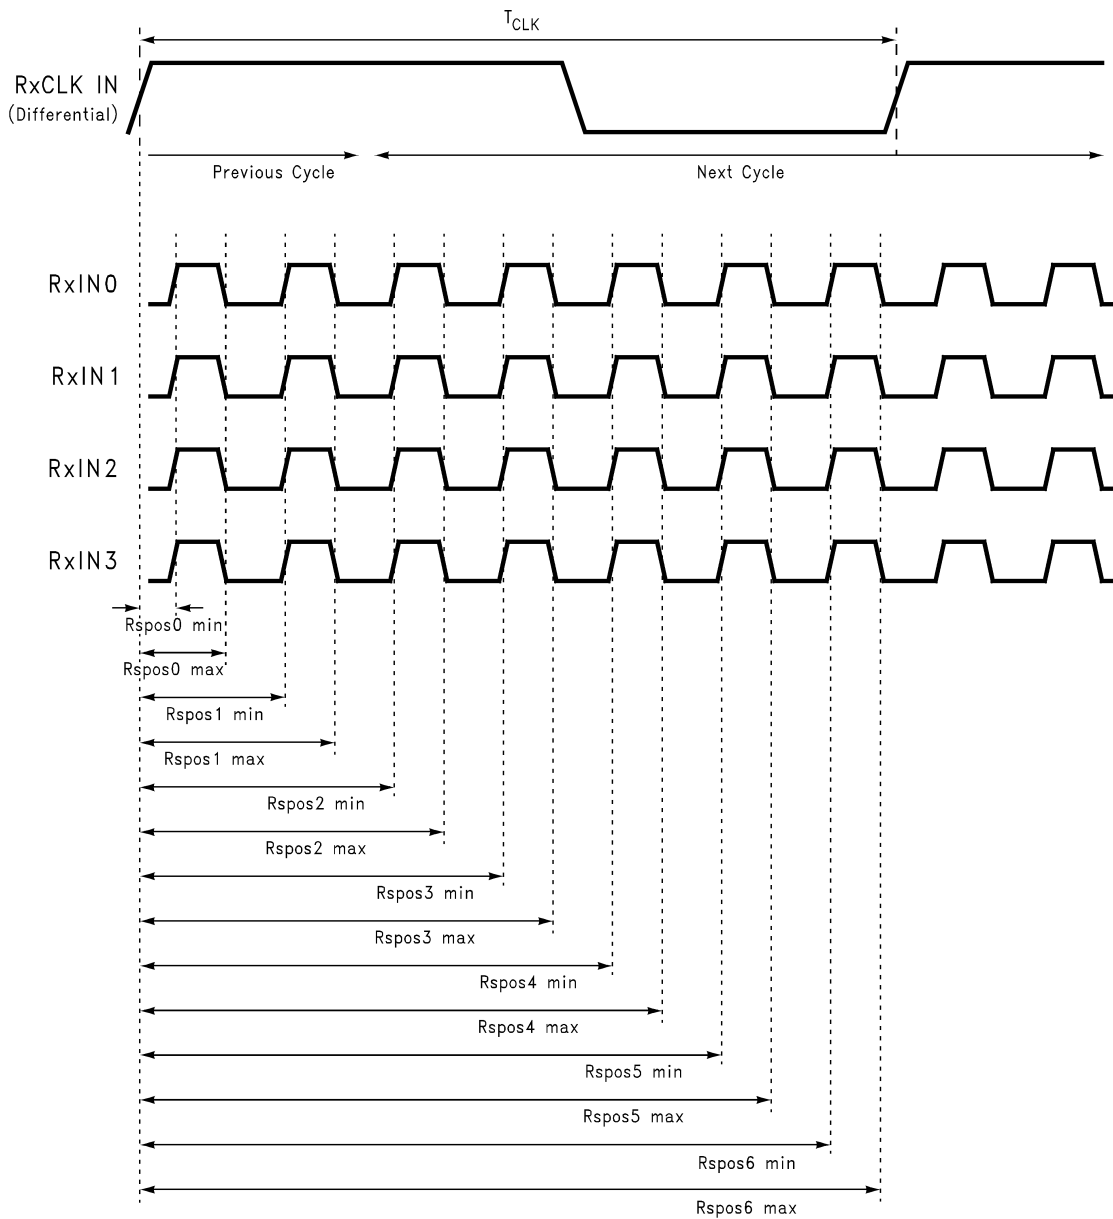 TCLK
RxCLK IN
(Differential)
Previous Cycle
Next Cycle
RxIN0
RxIN1
RxIN2
RxIN3
Rspos0 min
Rspos0 max
Rspos1 min
Rspos1 max
Rspos2 min
Rspos2 max
Rspos3 min
Rspos3 max
Rspos4 min
Rspos4 max
Rspos5 min
Rspos5 max
Rspos6 min
Rspos6 max